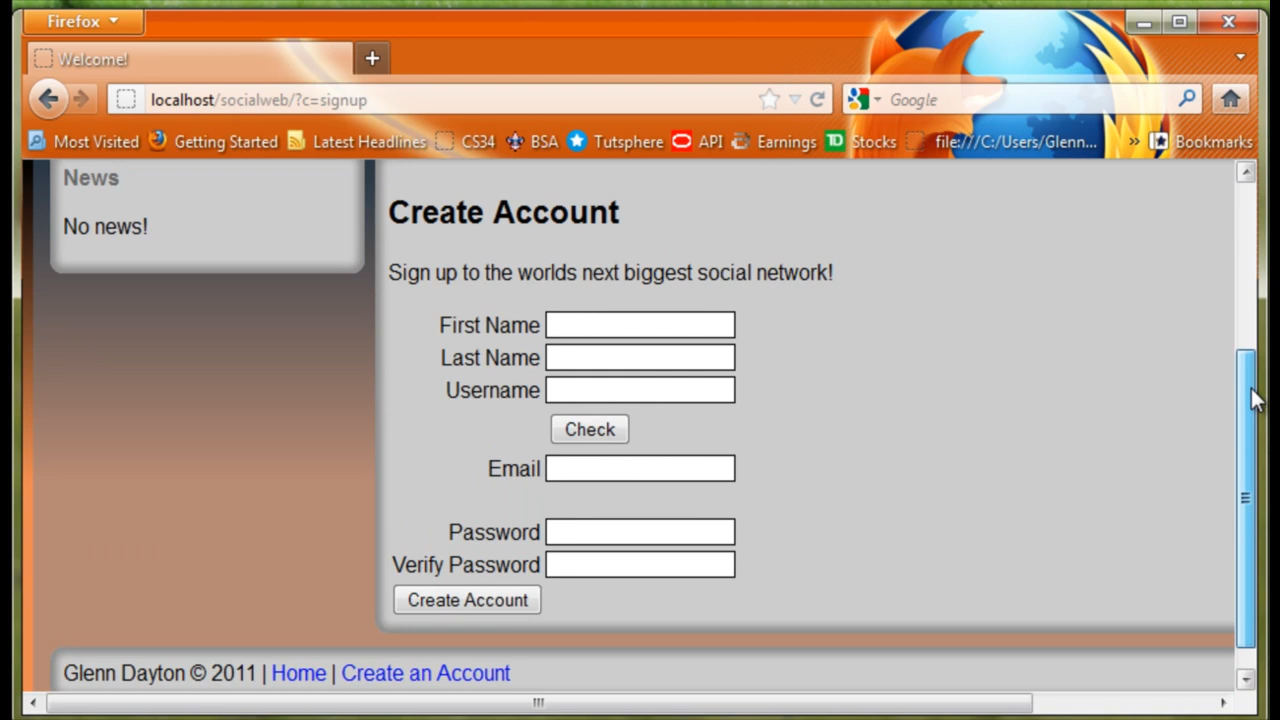 Firefox
Welcome!
localhost/socialweb/?c=signup
Google
Most Visited Getting Started Latest Headlines CS34 BSA Tutsphere API Earnings TD Stocks file:///C:/Users/Glenn... » Bookmarks
News
No news!
Create Account
Sign up to the worlds next biggest social network!
First Name
Last Name
Username
Check
Email
Password
Verify Password
Create Account
Glenn Dayton © 2011 | Home | Create an Account